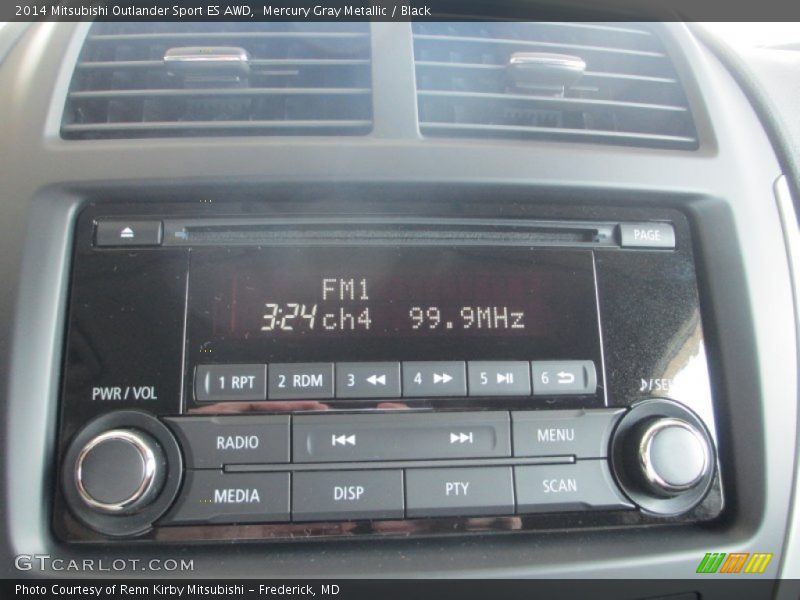 2014 Mitsubishi Outlander Sport ES AWD,  Mercury Gray Metallic / Black
PAGE
FM1
3:24 ch4 99.9MHz
PWR / VOL
1 RPT 2 RDM 3 4 5 6
RADIO MENU
MEDIA DISP PTY SCAN
GTCARLOT.COM
Photo Courtesy of Renn Kirby Mitsubishi – Frederick, MD